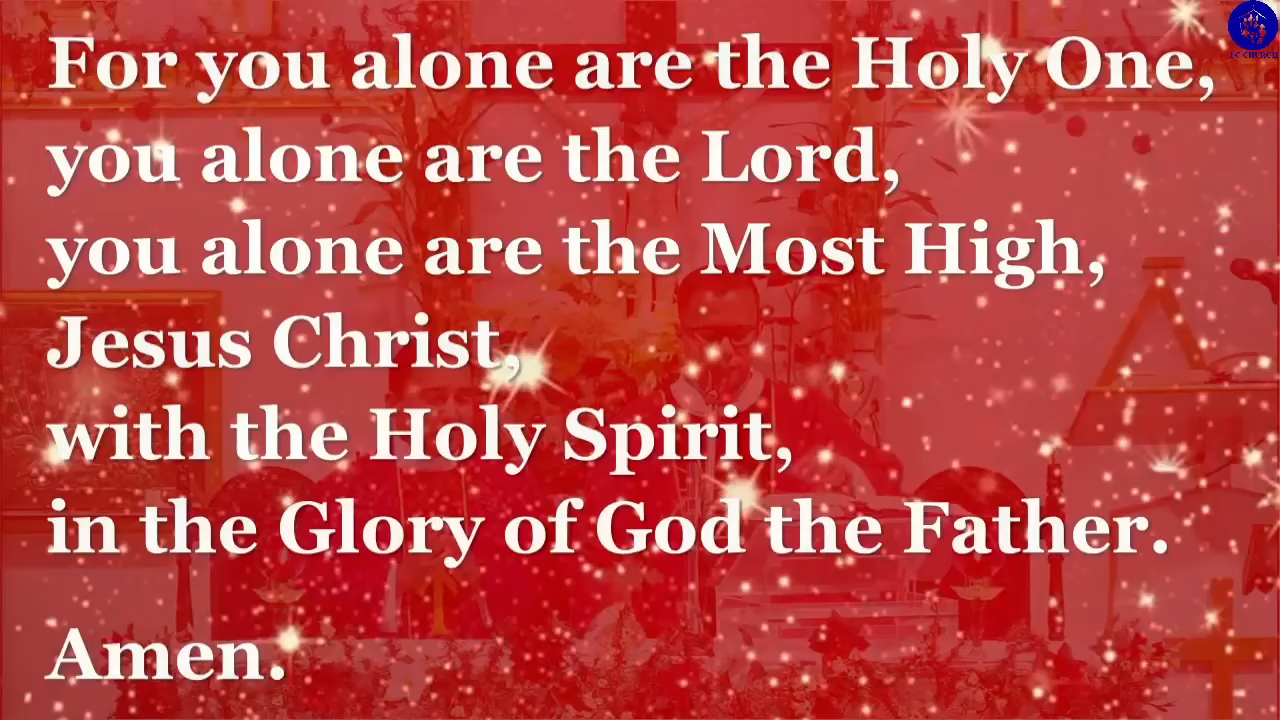 For you alone are the Holy One,
you alone are the Lord,
you alone are the Most High,
Jesus Christ,
with the Holy Spirit,
in the Glory of God the Father.
Amen.